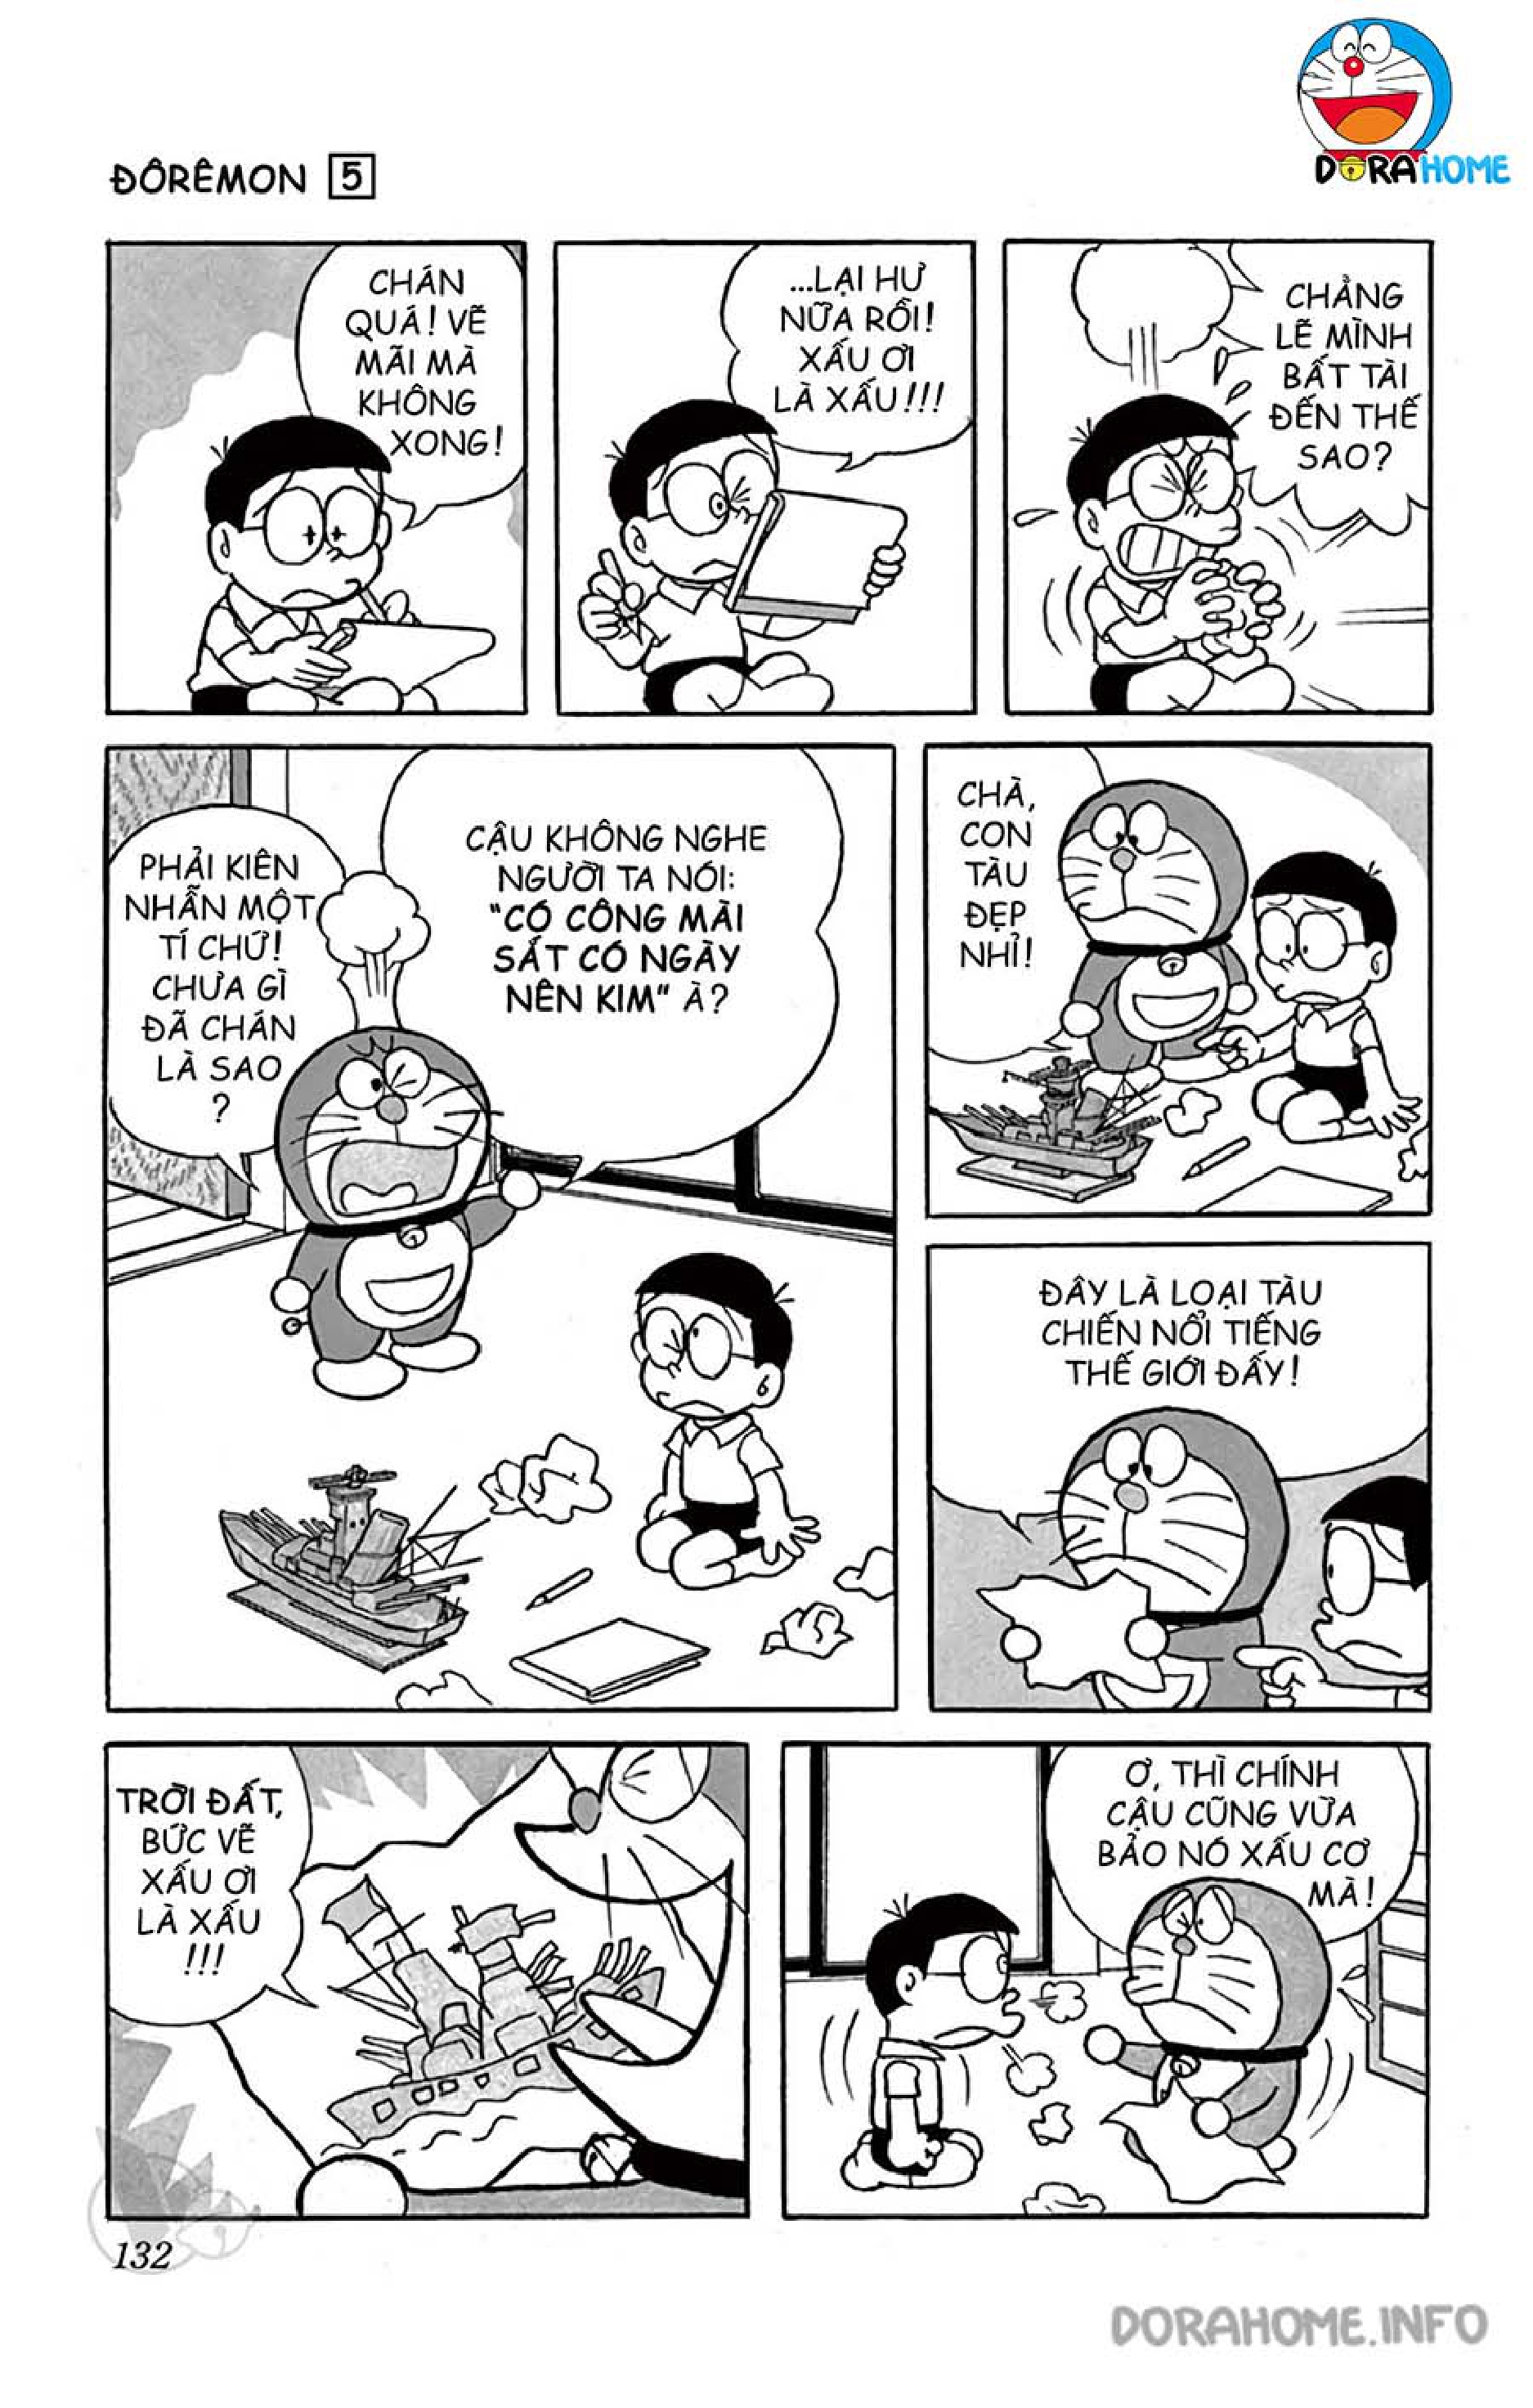 DORAHOME
ĐÔRÊMON 5
CHÁN
QUÁ! VẼ
MÃI MÀ
KHÔNG
XONG!
...LẠI HƯ
NỮA RỒI!
XẤU ƠI
LÀ XẤU!!!
CHẲNG
LẼ MÌNH
BẤT TÀI
ĐẾN THẾ
SAO?
PHẢI KIÊN
NHẪN MỘT
TÍ CHỨ!
CHƯA GÌ
ĐÃ CHÁN
LÀ SAO
?
CẬU KHÔNG NGHE
NGƯỜI TA NÓI:
"CÓ CÔNG MÀI
SẮT CÓ NGÀY
NÊN KIM" À?
CHÀ,
CON
TÀU
ĐẸP
NHỈ!
ĐÂY LÀ LOẠI TÀU
CHIẾN NỔI TIẾNG
THẾ GIỚI ĐẤY!
TRỜI ĐẤT,
BỨC VẼ
XẤU ƠI
LÀ XẤU
!!!
Ơ, THÌ CHÍNH
CẬU CŨNG VỪA
BẢO NÓ XẤU CƠ
MÀ!
132
DORAHOME.INFO